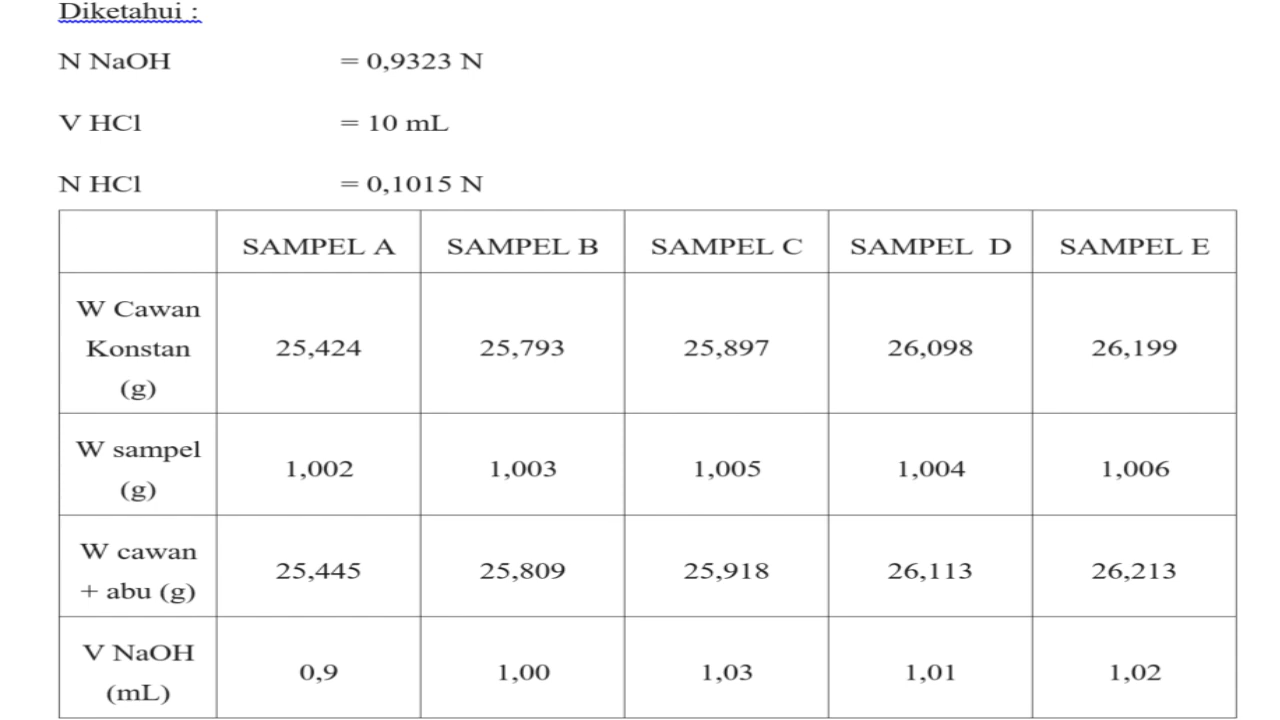 Diketahui :
N NaOH = 0,9323 N
V HCl = 10 mL
N HCl = 0,1015 N
SAMPEL A SAMPEL B SAMPEL C SAMPEL D SAMPEL E
W Cawan
Konstan
(g)
25,424 25,793 25,897 26,098 26,199
W sampel
(g)
1,002 1,003 1,005 1,004 1,006
W cawan
+ abu (g)
25,445 25,809 25,918 26,113 26,213
V NaOH
(mL)
0,9 1,00 1,03 1,01 1,02